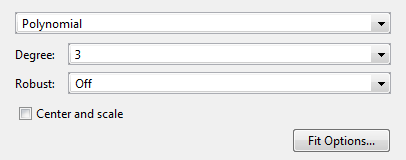 Polynomial
Degree: 3
Robust: Off
Center and scale
Fit Options...